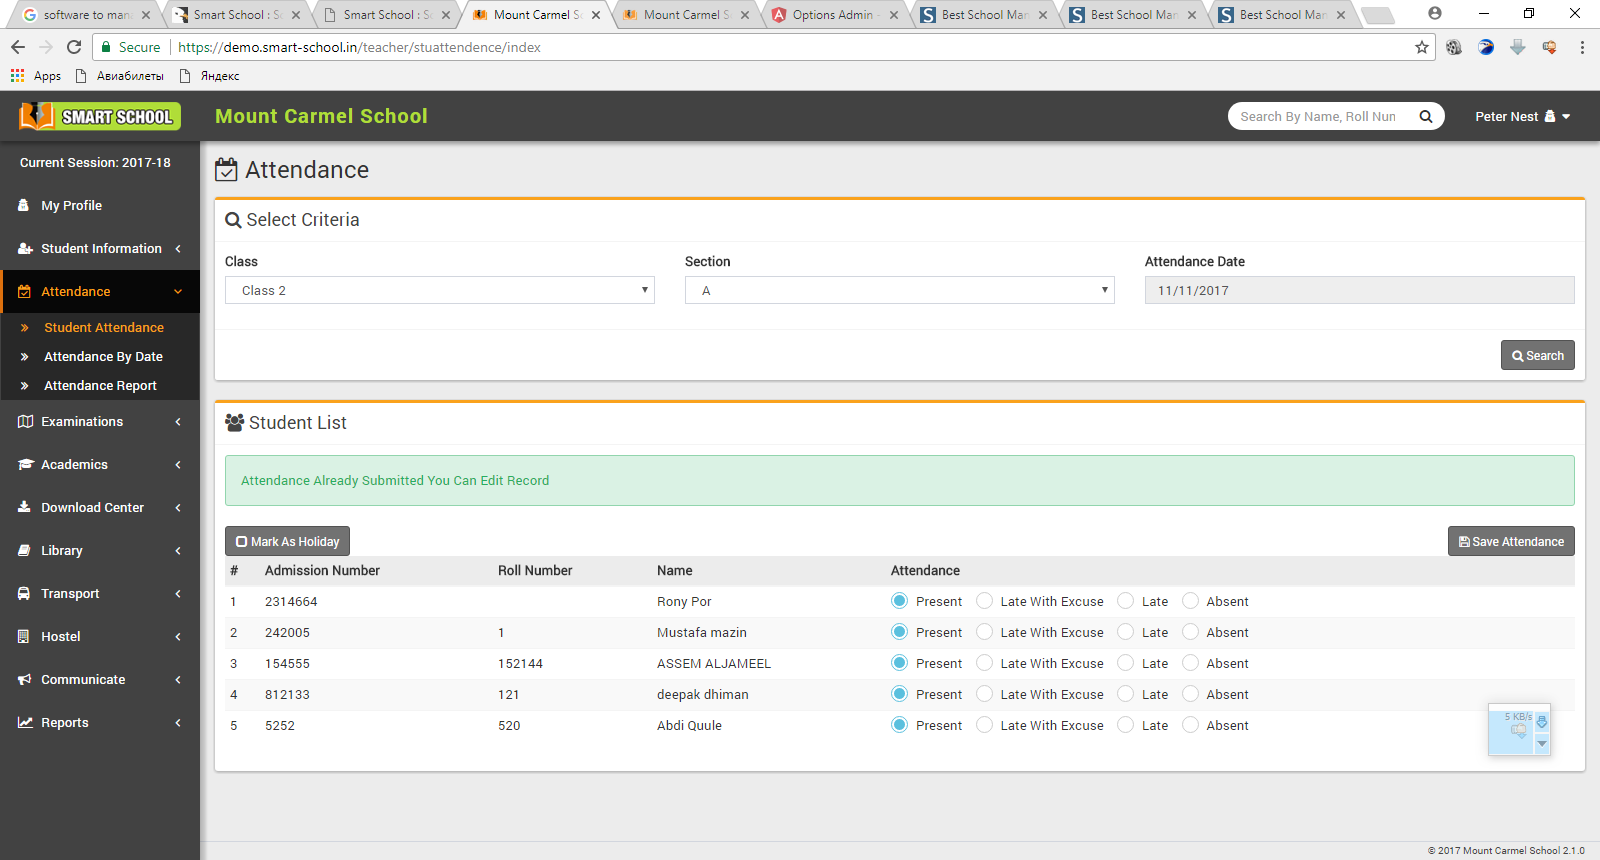 software to mana
Smart School : S
Smart School : S
Mount Carmel Sc
Mount Carmel S
Options Admin -
Best School Man
Best School Man
Best School Man
Secure https://demo.smart-school.in/teacher/stuattendence/index
Apps Авиабилеты Яндекс
SMART SCHOOL
Mount Carmel School
Search By Name, Roll Nur
Peter Nest
Current Session: 2017-18
My Profile
Student Information
Attendance
Student Attendance
Attendance By Date
Attendance Report
Examinations
Academics
Download Center
Library
Transport
Hostel
Communicate
Reports
Attendance
Select Criteria
Class Section Attendance Date
Class 2 A 11/11/2017
Search
Student List
Attendance Already Submitted You Can Edit Record
Mark As Holiday Save Attendance
# Admission Number Roll Number Name Attendance
1 2314664 Rony Por Present Late With Excuse Late Absent
2 242005 1 Mustafa mazin Present Late With Excuse Late Absent
3 154555 152144 ASSEM ALJAMEEL Present Late With Excuse Late Absent
4 812133 121 deepak dhiman Present Late With Excuse Late Absent
5 5252 520 Abdi Quule Present Late With Excuse Late Absent
5 KB/s
© 2017 Mount Carmel School 2.1.0